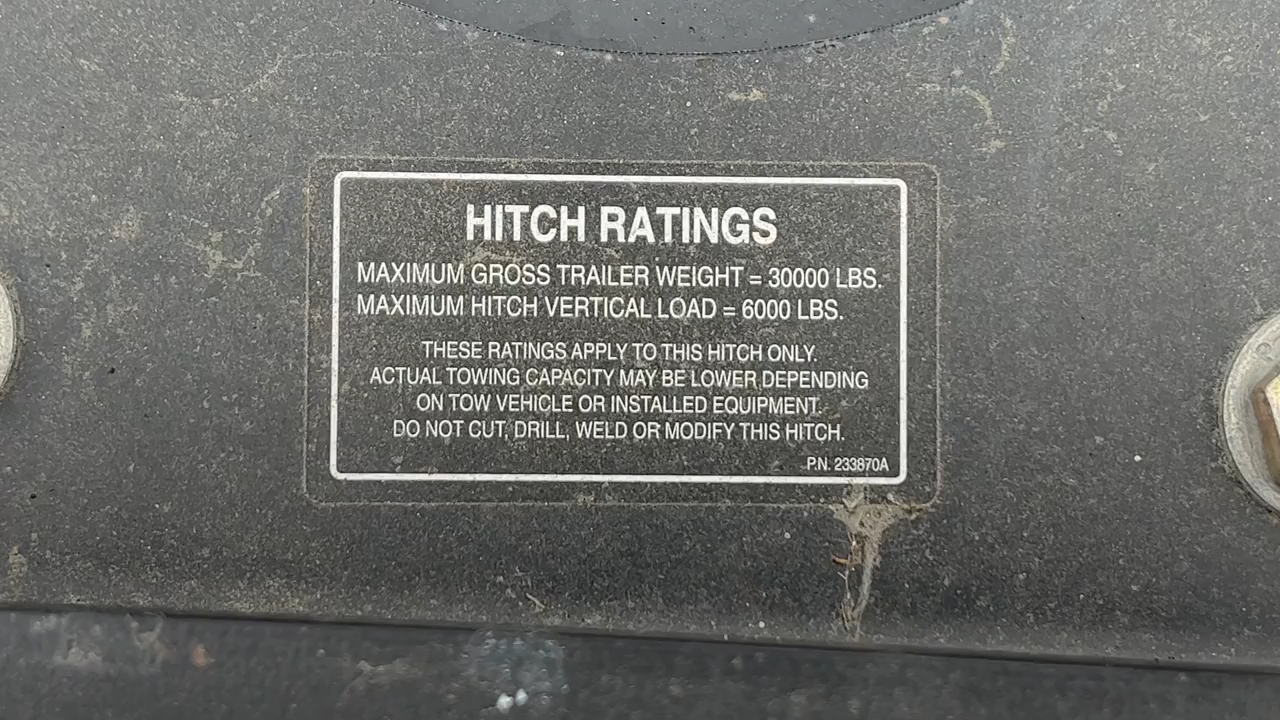 HITCH RATINGS
MAXIMUM GROSS TRAILER WEIGHT = 30000 LBS.
MAXIMUM HITCH VERTICAL LOAD = 6000 LBS.
THESE RATINGS APPLY TO THIS HITCH ONLY.
ACTUAL TOWING CAPACITY MAY BE LOWER DEPENDING
ON TOW VEHICLE OR INSTALLED EQUIPMENT.
DO NOT CUT, DRILL, WELD OR MODIFY THIS HITCH.
P.N. 233870A